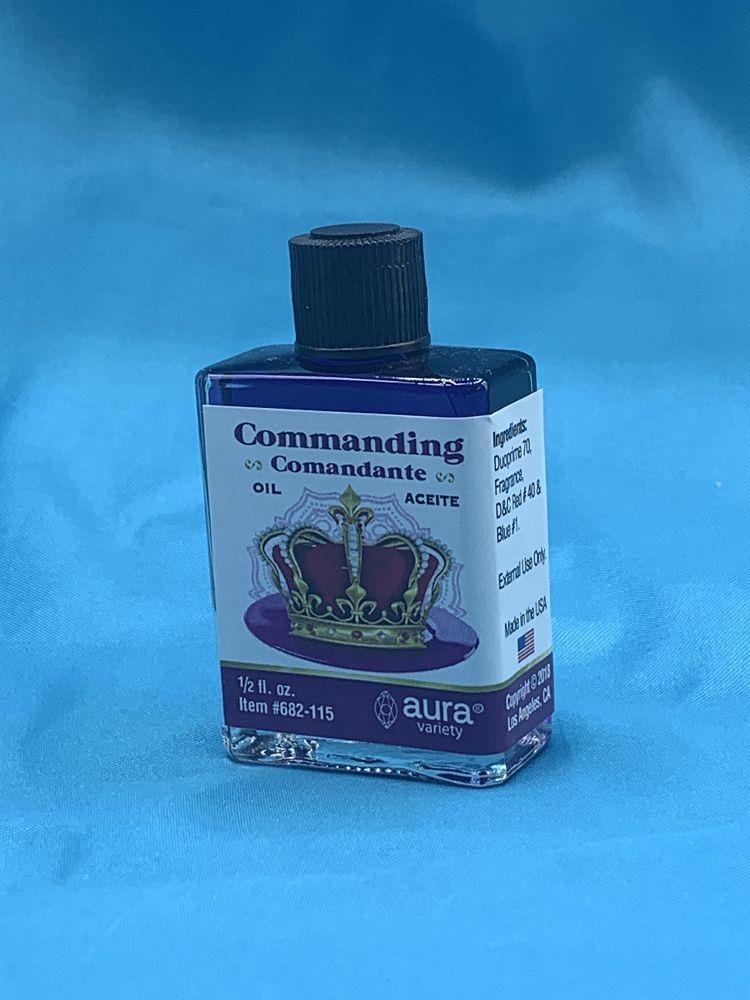 Commanding
Comandante
OIL
ACEITE
1/2 fl. oz.
Item #682-115
aura®
variety
Ingredients:
Duoprime 70,
Fragrance,
D&C Red # 40 &
Blue #1.
External Use Only.
Made in the USA
Copyright © 2018
Los Angeles, CA